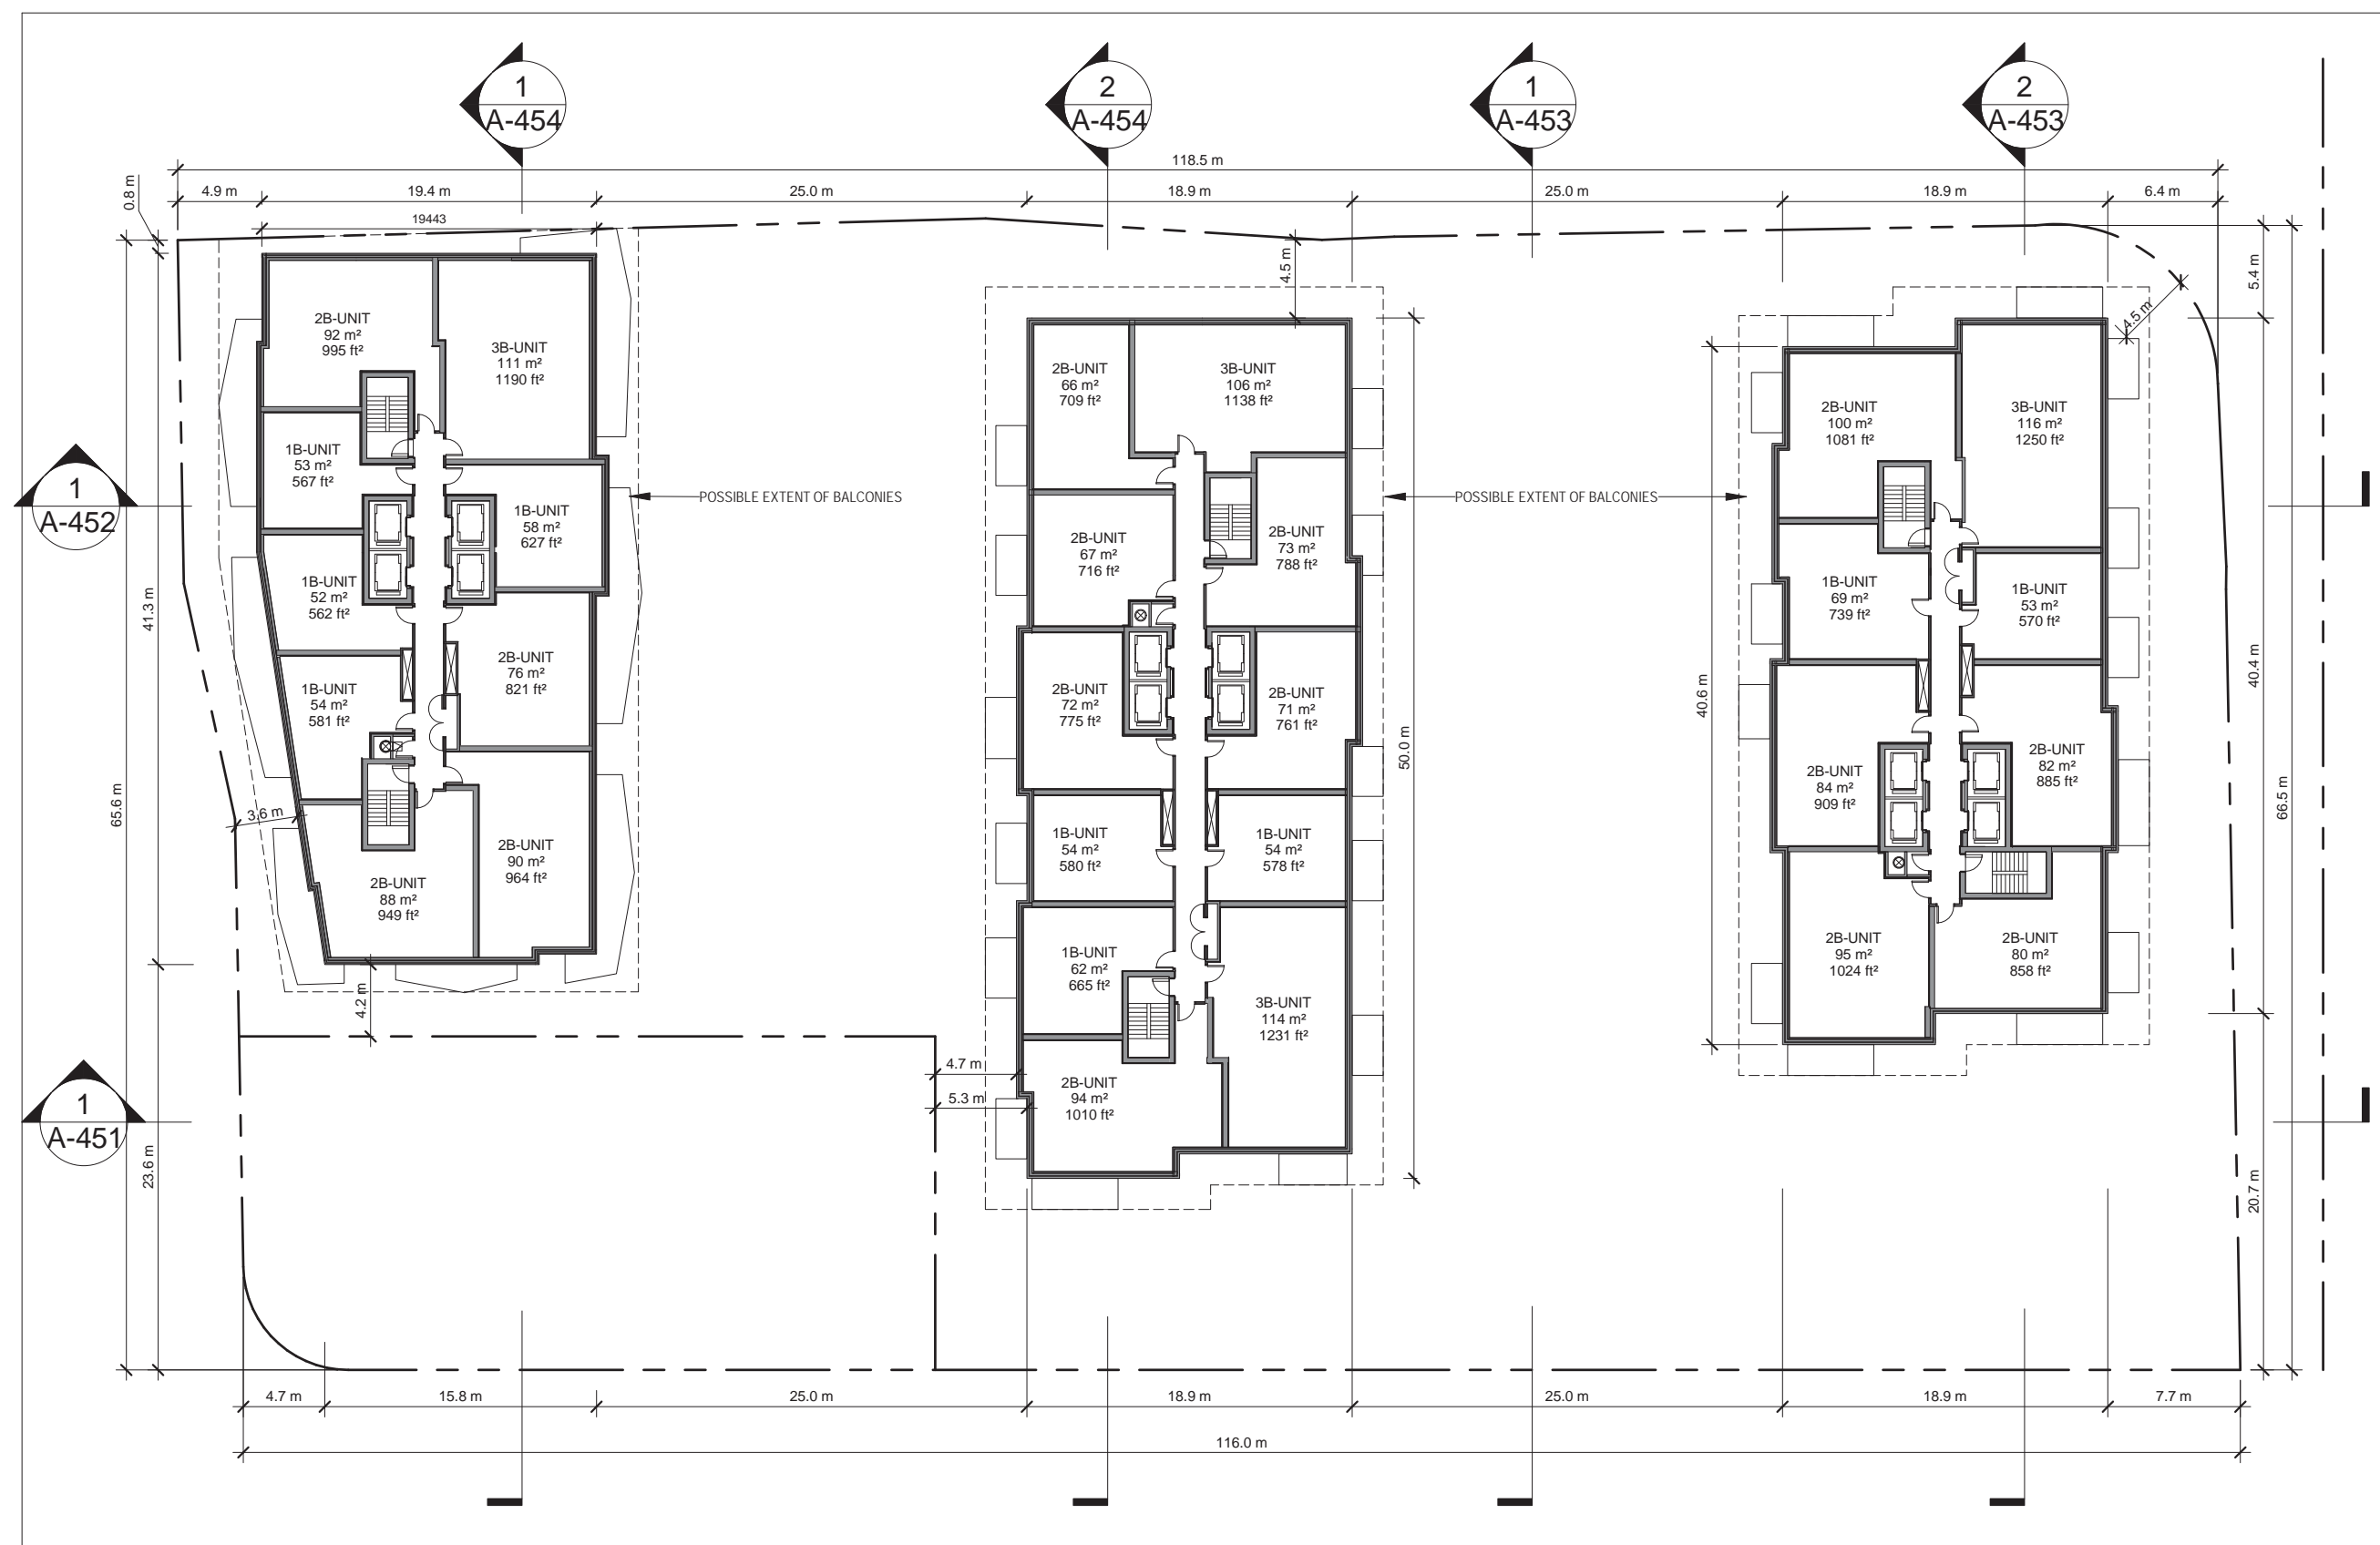 1
A-454
2
A-454
1
A-453
2
A-453
118.5 m
4.9 m
19.4 m
25.0 m
18.9 m
25.0 m
18.9 m
6.4 m
0.8 m
19443
4.5 m
5.4 m
4.5 m
2B-UNIT
92 m²
995 ft²
3B-UNIT
111 m²
1190 ft²
1B-UNIT
53 m²
567 ft²
1B-UNIT
58 m²
627 ft²
1B-UNIT
52 m²
562 ft²
2B-UNIT
76 m²
821 ft²
1B-UNIT
54 m²
581 ft²
2B-UNIT
90 m²
964 ft²
2B-UNIT
88 m²
949 ft²
POSSIBLE EXTENT OF BALCONIES
2B-UNIT
66 m²
709 ft²
3B-UNIT
106 m²
1138 ft²
2B-UNIT
67 m²
716 ft²
2B-UNIT
73 m²
788 ft²
2B-UNIT
72 m²
775 ft²
2B-UNIT
71 m²
761 ft²
1B-UNIT
54 m²
580 ft²
1B-UNIT
54 m²
578 ft²
1B-UNIT
62 m²
665 ft²
3B-UNIT
114 m²
1231 ft²
2B-UNIT
94 m²
1010 ft²
POSSIBLE EXTENT OF BALCONIES
2B-UNIT
100 m²
1081 ft²
3B-UNIT
116 m²
1250 ft²
1B-UNIT
69 m²
739 ft²
1B-UNIT
53 m²
570 ft²
2B-UNIT
84 m²
909 ft²
2B-UNIT
82 m²
885 ft²
2B-UNIT
95 m²
1024 ft²
2B-UNIT
80 m²
858 ft²
1
A-452
1
A-451
41.3 m
65.6 m
23.6 m
3.6 m
4.2 m
4.7 m
5.3 m
50.0 m
40.6 m
40.4 m
66.5 m
20.7 m
4.7 m
15.8 m
25.0 m
18.9 m
25.0 m
18.9 m
7.7 m
116.0 m